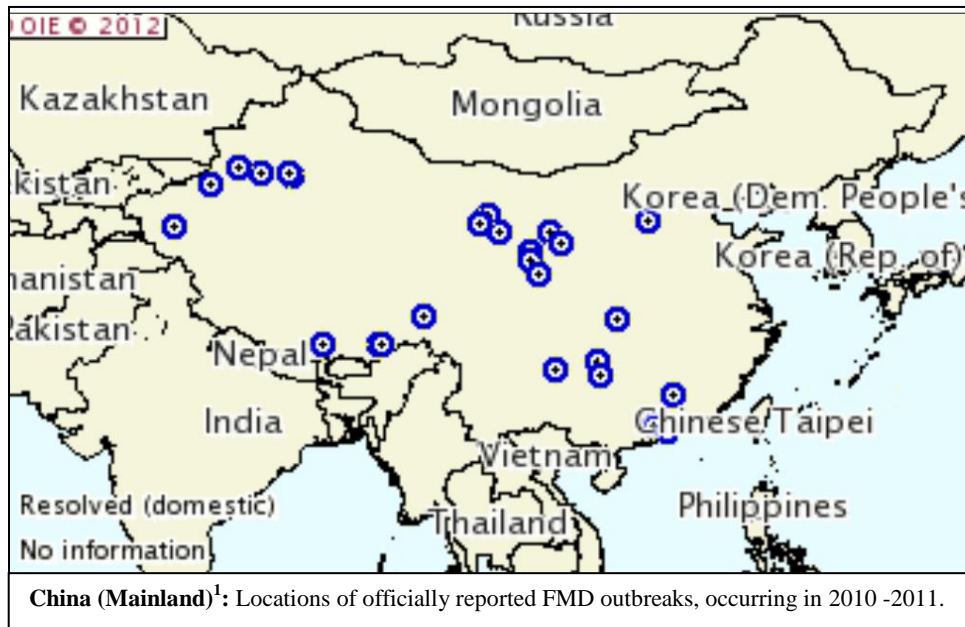 OIE © 2012
Russia
Kazakhstan
Mongolia
kistan
Korea (Dem. People's
Korea (Rep. of)
hanistan
Pakistan
Nepal
India
Chinese Taipei
Vietnam
Resolved (domestic)
Philippines
Thailand
No information
China (Mainland)¹: Locations of officially reported FMD outbreaks, occurring in 2010 -2011.